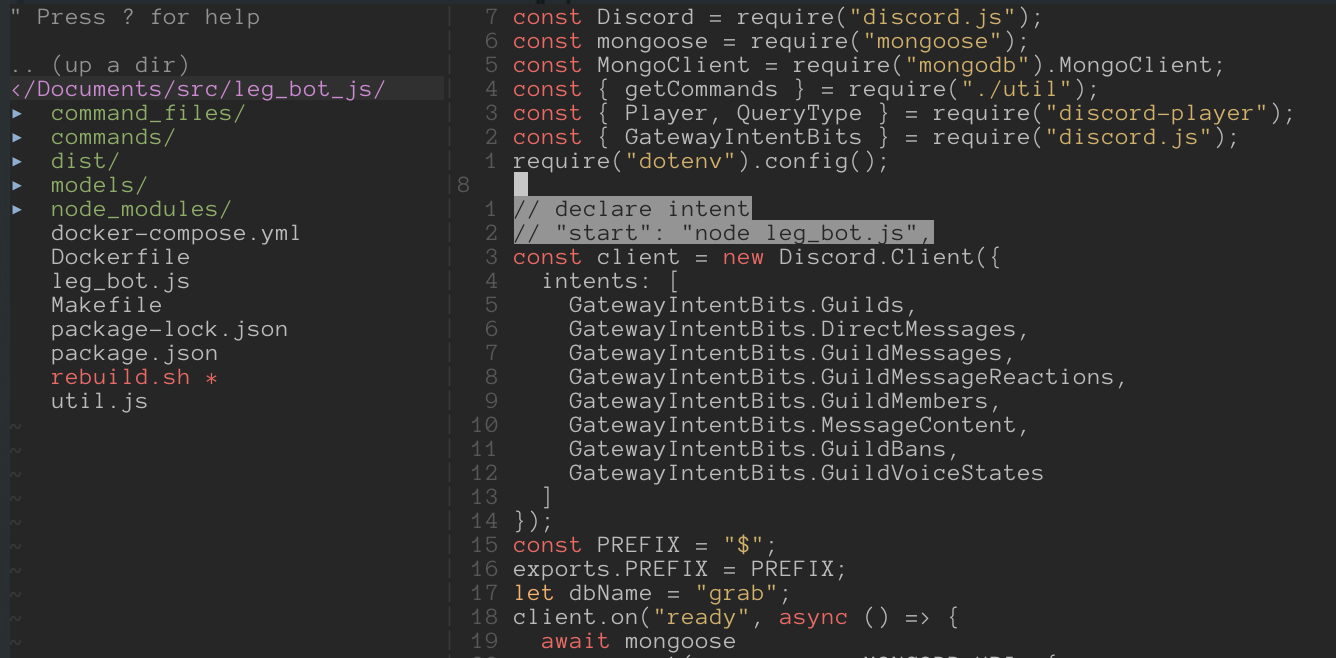 " Press ? for help
.. (up a dir)
</Documents/src/leg_bot_js/
▸ command_files/
▸ commands/
▸ dist/
▸ models/
▸ node_modules/
docker-compose.yml
Dockerfile
leg_bot.js
Makefile
package-lock.json
package.json
rebuild.sh *
util.js
~
~
~
~
~
~
~
~
~
~
7 const Discord = require("discord.js");
6 const mongoose = require("mongoose");
5 const MongoClient = require("mongodb").MongoClient;
4 const { getCommands } = require("./util");
3 const { Player, QueryType } = require("discord-player");
2 const { GatewayIntentBits } = require("discord.js");
1 require("dotenv").config();
8
1 // declare intent
2 // "start": "node leg_bot.js",
3 const client = new Discord.Client({
4   intents: [
5     GatewayIntentBits.Guilds,
6     GatewayIntentBits.DirectMessages,
7     GatewayIntentBits.GuildMessages,
8     GatewayIntentBits.GuildMessageReactions,
9     GatewayIntentBits.GuildMembers,
10     GatewayIntentBits.MessageContent,
11     GatewayIntentBits.GuildBans,
12     GatewayIntentBits.GuildVoiceStates
13   ]
14 });
15 const PREFIX = "$";
16 exports.PREFIX = PREFIX;
17 let dbName = "grab";
18 client.on("ready", async () => {
19   await mongoose